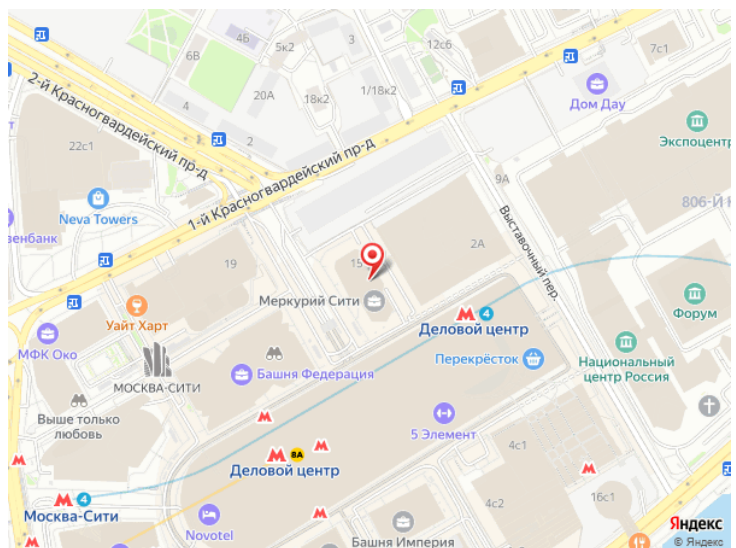 4Б
5к2
3
12с6
7с1
6В
20А
18к2
1/18к2
Дом Дау
4
2
2-й Красногвардейский пр-д
1-й Красногвардейский пр-д
22с1
Экспоцентр
9А
Neva Towers
Выставочный пер.
2А
19
15
Меркурий Сити
4
Деловой центр
Форум
Уайт Харт
МФК Око
МОСКВА-СИТИ
Башня Федерация
Перекрёсток
Национальный
центр Россия
Выше только
любовь
5 Элемент
4с1
8А
Деловой центр
4
Москва-Сити
4с2
16с1
Novotel
Башня Империя
Яндекс
© Яндекс